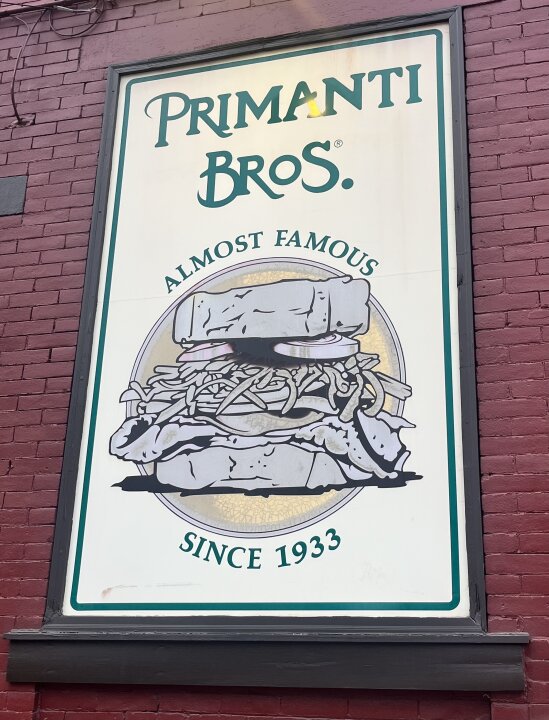 PRIMANTI
BROS.®
ALMOST FAMOUS
SINCE 1933